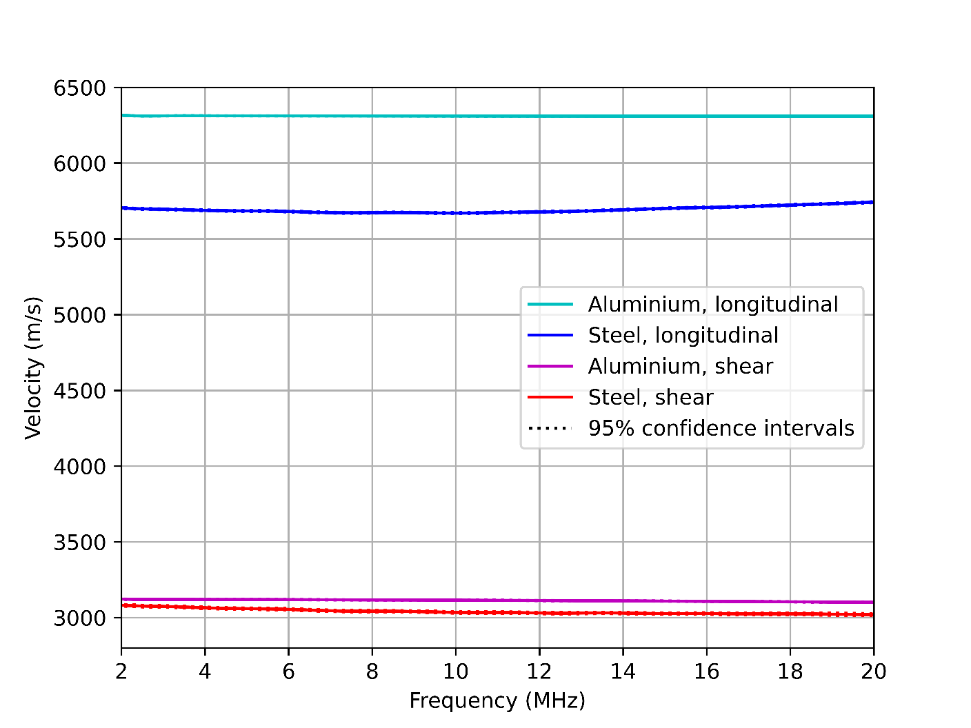 6500
6000
5500
5000
4500
4000
3500
3000
Velocity (m/s)
Aluminium, longitudinal
Steel, longitudinal
Aluminium, shear
Steel, shear
95% confidence intervals
2 4 6 8 10 12 14 16 18 20
Frequency (MHz)